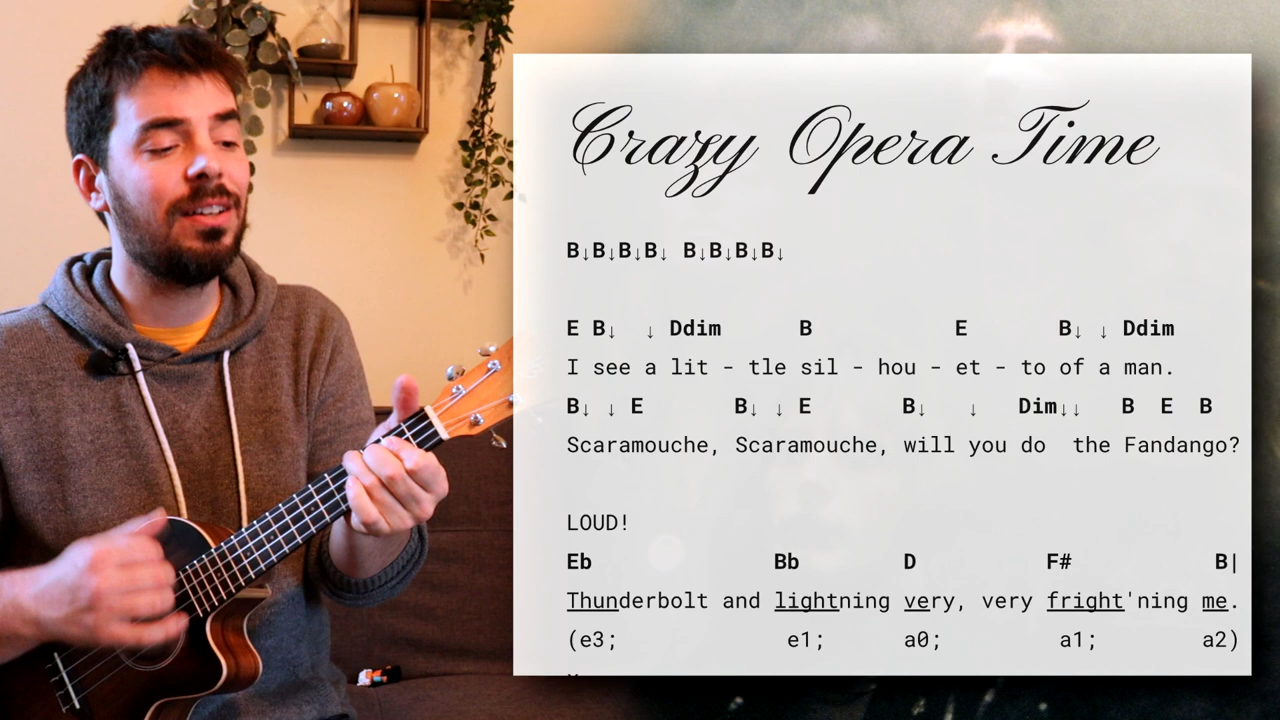 Crazy Opera Time
B↓B↓B↓B↓ B↓B↓B↓B↓
E B↓ ↓ Ddim B E B↓ ↓ Ddim
I see a lit - tle sil - hou - et - to of a man.
B↓ ↓ E B↓ ↓ E B↓ ↓ Dim↓↓ B E B
Scaramouche, Scaramouche, will you do the Fandango?
LOUD!
Eb Bb D F# B|
Thunderbolt and lightning very, very fright'ning me.
(e3; e1; a0; a1; a2)